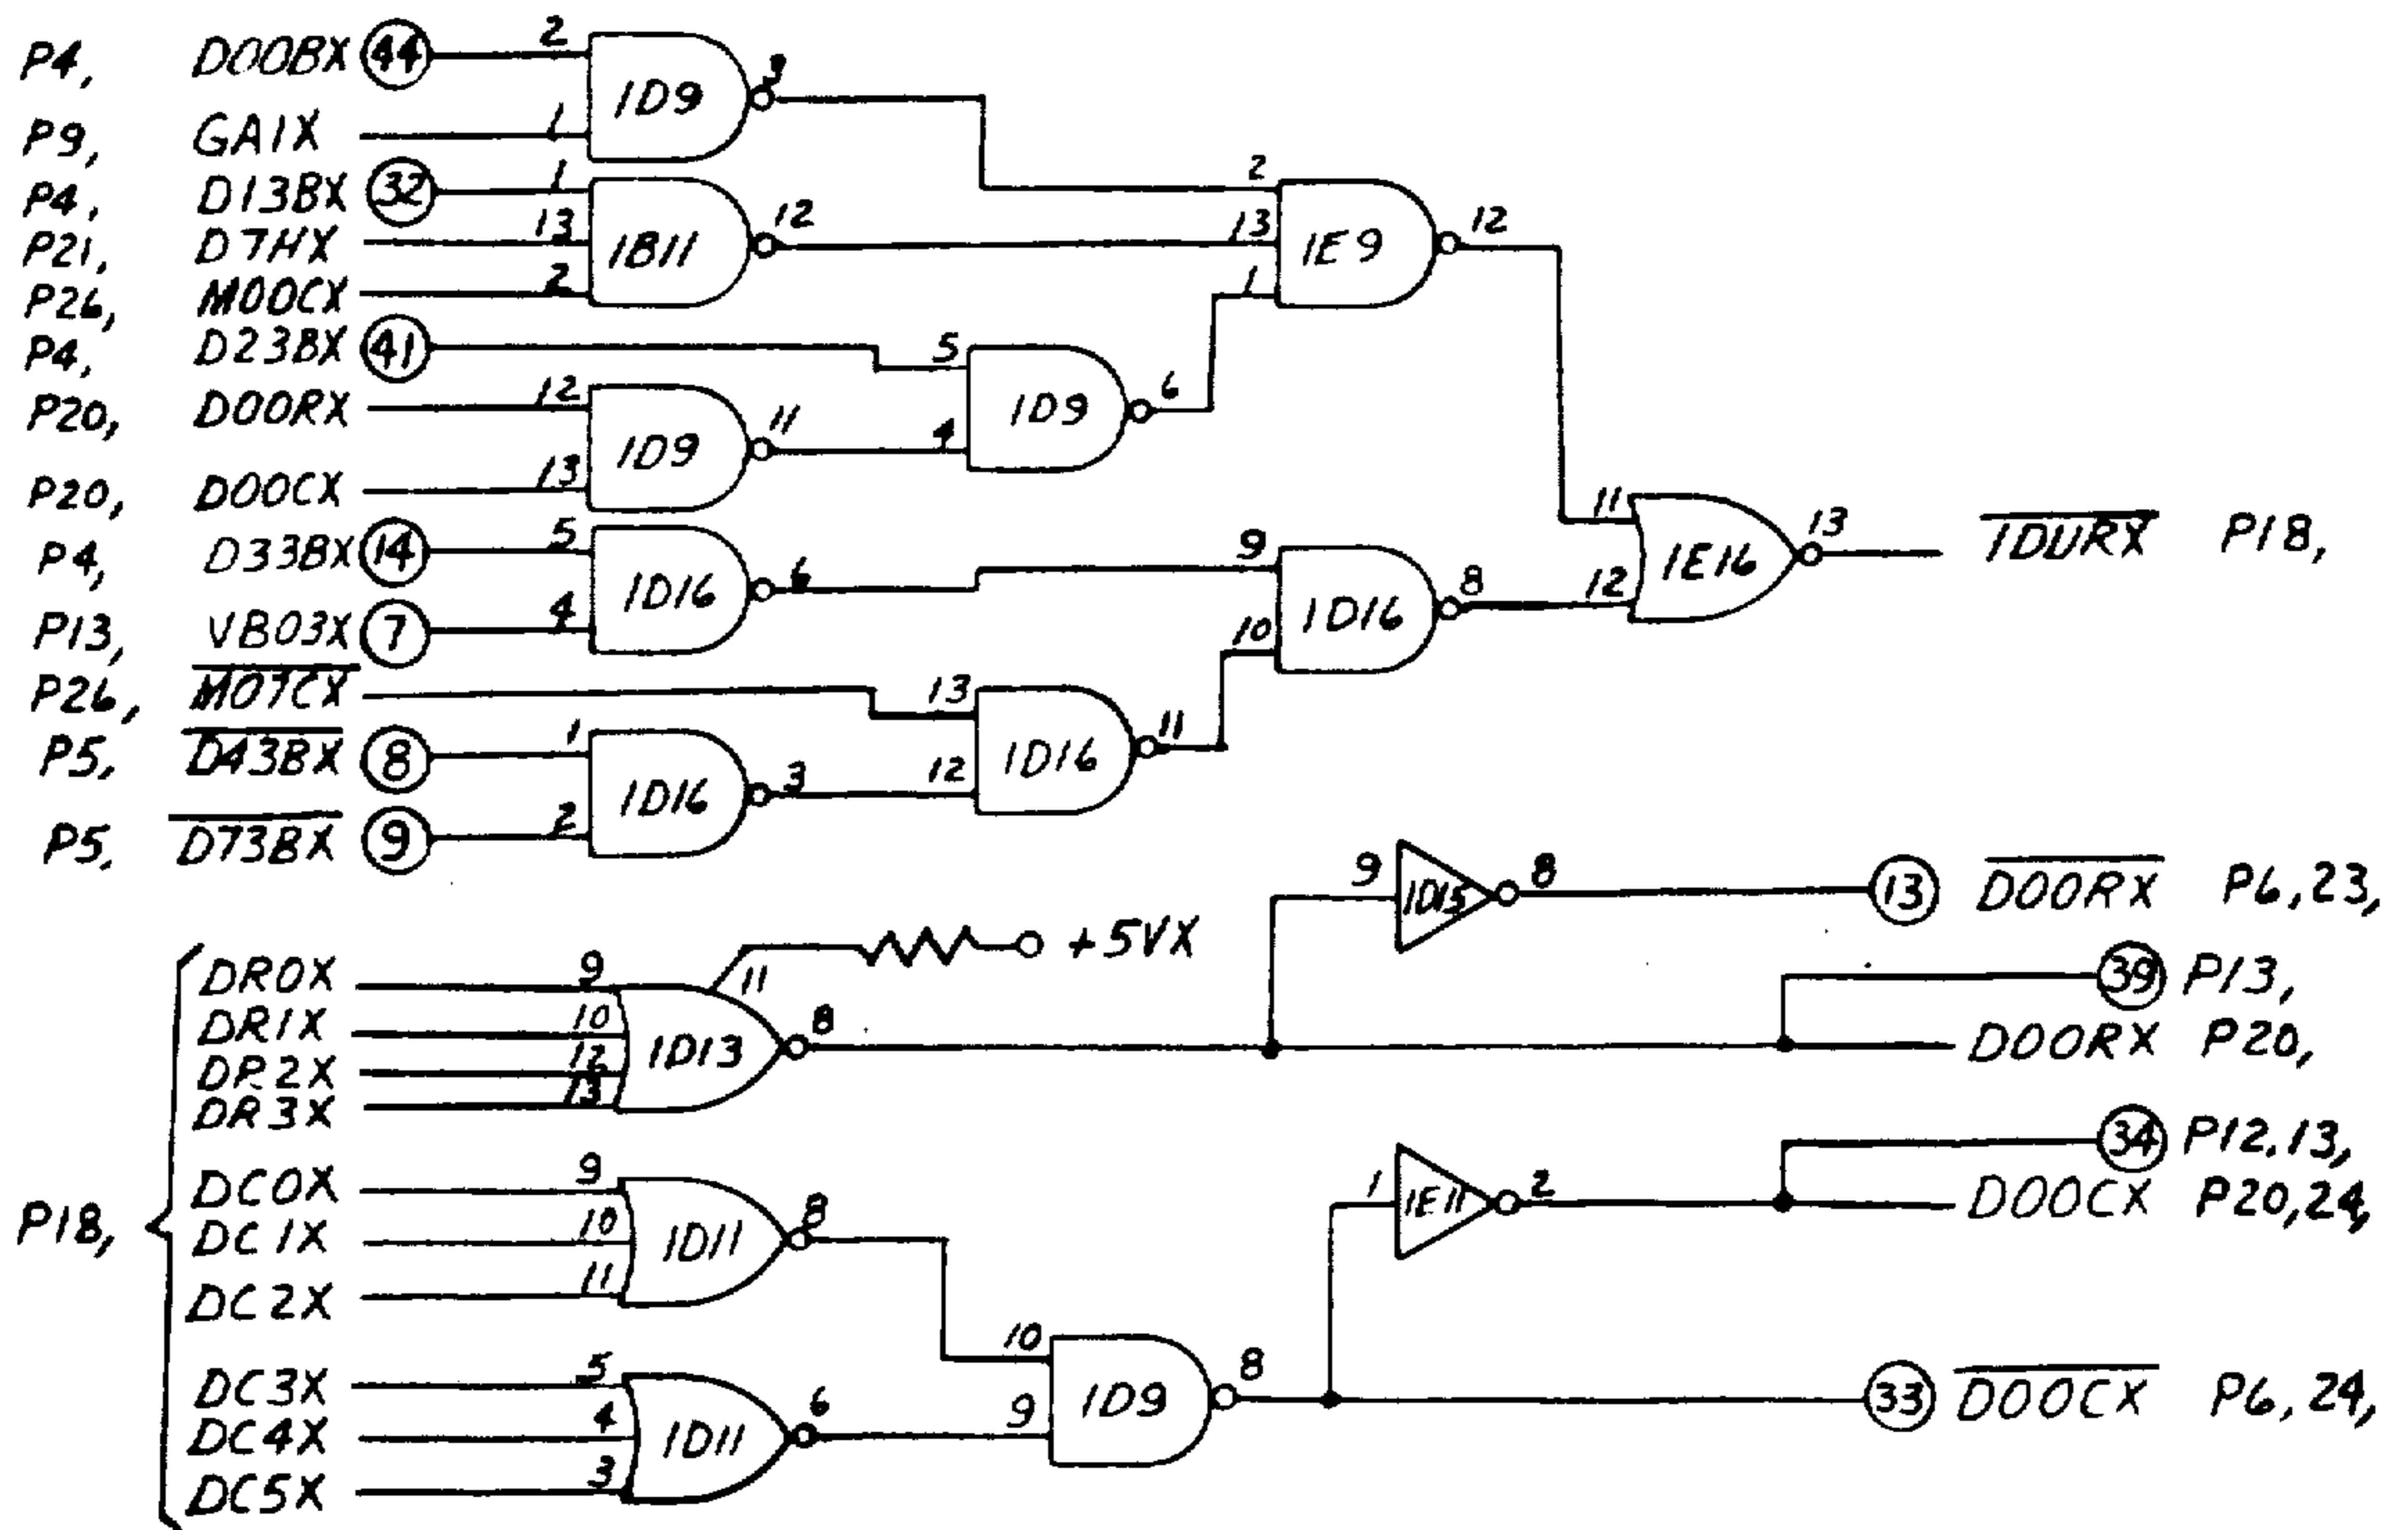 P4, D00BX 44 2 1D9 3
P9, GA1X 1
P4, D13BX 32 1 1B11 12
P21, D7HX 13
P26, M00CX 2
2 13 1 1E9 12
P4, D23BX 41 5 1D9 6
P20, D00RX 12 1D9 11 4
P20, D00CX 13
P4, D33BX 14 5 1D16 6
P13, VB03X 7 4
9 10 1D16 8
11 12 1E16 13 1DURX P18,
P26, M07CX 13 1D16 11
P5, D43BX 8 1 1D16 3 12
P5, D73BX 9 2
9 1D15 8 13 D00RX P6,23,
+5VX
11
DR0X 9
DR1X 10 1D13 8
DR2X 12
DR3X 13
39 P13,
D00RX P20,
P18,
DC0X 9
DC1X 10 1D11 8
DC2X 11
1 1E11 2 34 P12,13,
D00CX P20,24,
DC3X 5
DC4X 4 1D11 6
DC5X 3
10 9 1D9 8 33 D00CX P6,24,